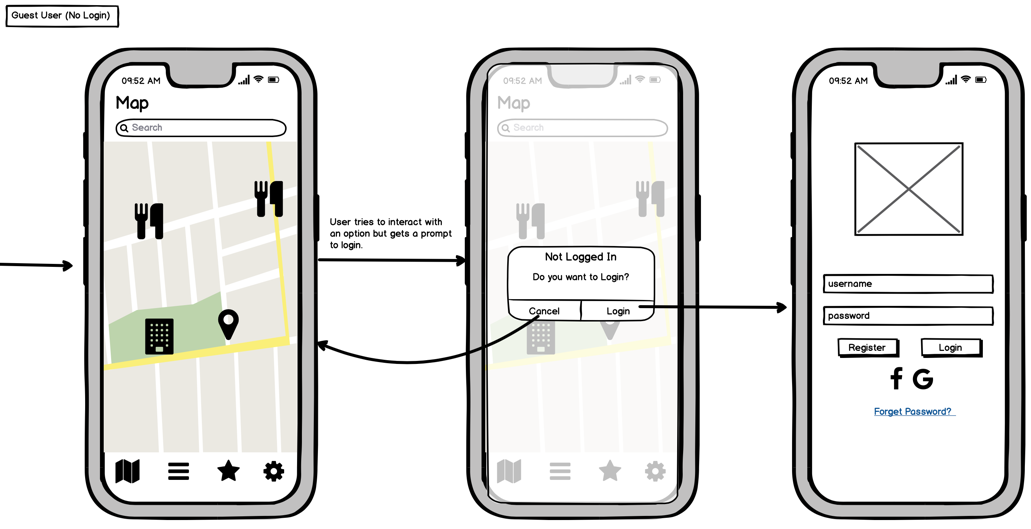 Guest User (No Login)
09:52 AM
Map
Search
User tries to interact with
an option but gets a prompt
to login.
09:52 AM
Map
Search
Not Logged In
Do you want to Login?
Cancel
Login
09:52 AM
username
password
Register
Login
f G
Forget Password?